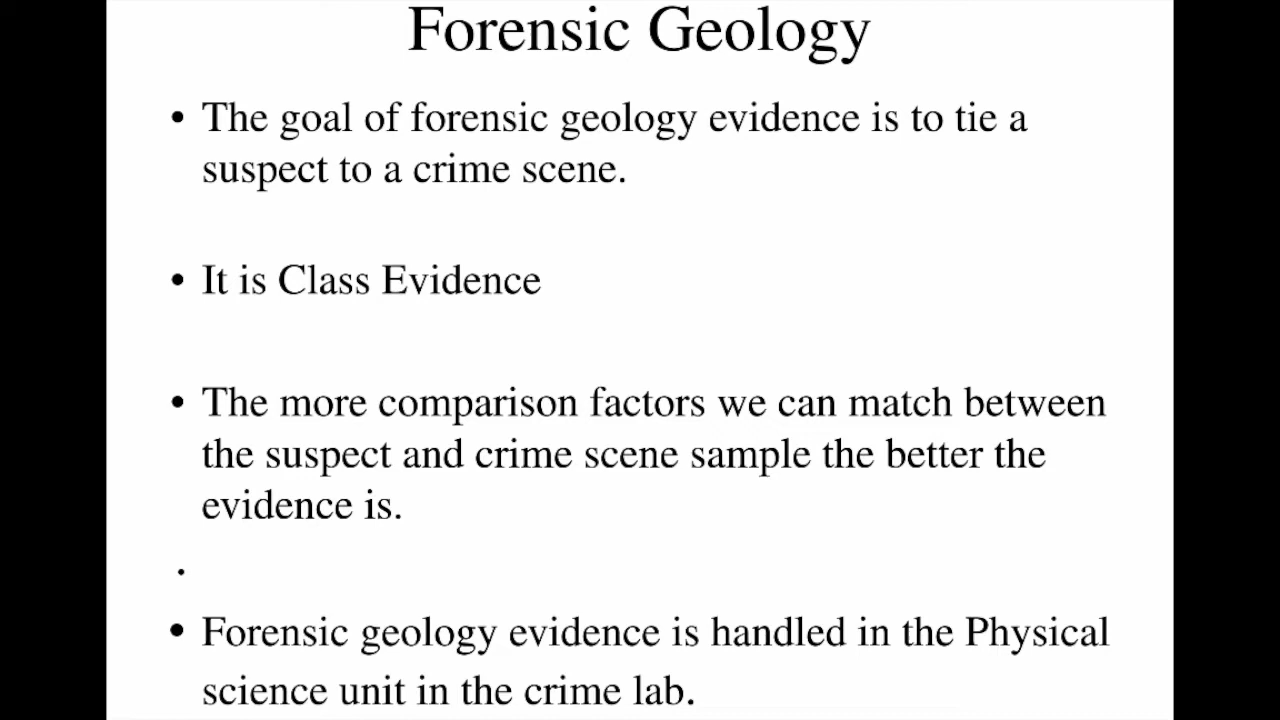 Forensic Geology
• The goal of forensic geology evidence is to tie a
suspect to a crime scene.
• It is Class Evidence
• The more comparison factors we can match between
the suspect and crime scene sample the better the
evidence is.
•
• Forensic geology evidence is handled in the Physical
science unit in the crime lab.